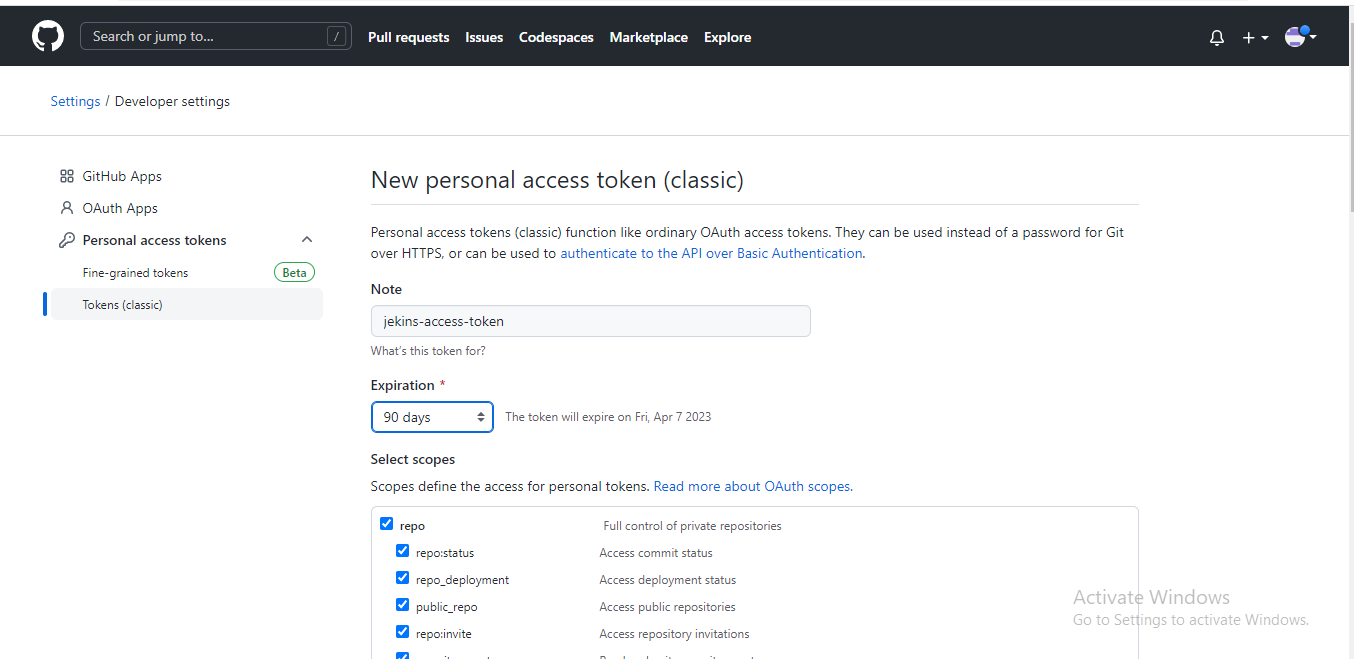 Search or jump to... /
Pull requests Issues Codespaces Marketplace Explore
Settings / Developer settings
GitHub Apps
OAuth Apps
Personal access tokens
Fine-grained tokens Beta
Tokens (classic)
New personal access token (classic)
Personal access tokens (classic) function like ordinary OAuth access tokens. They can be used instead of a password for Git
over HTTPS, or can be used to authenticate to the API over Basic Authentication.
Note
jekins-access-token
What's this token for?
Expiration *
90 days The token will expire on Fri, Apr 7 2023
Select scopes
Scopes define the access for personal tokens. Read more about OAuth scopes.
repo Full control of private repositories
repo:status Access commit status
repo_deployment Access deployment status
public_repo Access public repositories
repo:invite Access repository invitations
Activate Windows
Go to Settings to activate Windows.